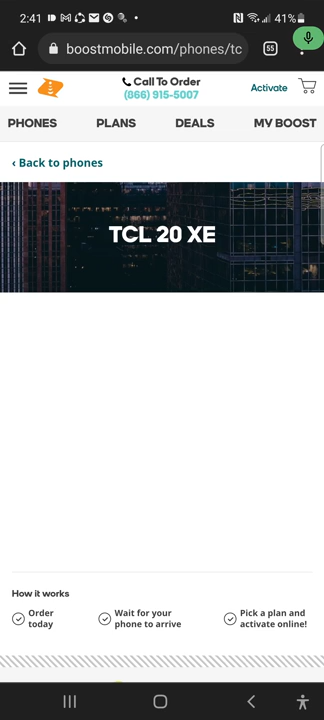 2:41
41%
boostmobile.com/phones/tc
55
Call To Order
(866) 915-5007
Activate
PHONES PLANS DEALS MY BOOST
‹ Back to phones
TCL 20 XE
How it works
Order today
Wait for your phone to arrive
Pick a plan and activate online!